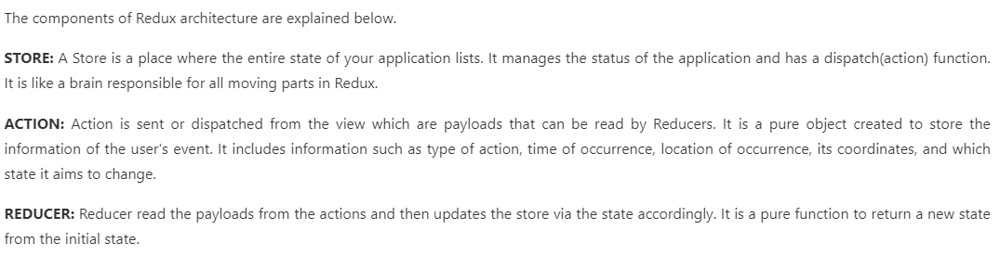 The components of Redux architecture are explained below.
STORE: A Store is a place where the entire state of your application lists. It manages the status of the application and has a dispatch(action) function.
It is like a brain responsible for all moving parts in Redux.
ACTION: Action is sent or dispatched from the view which are payloads that can be read by Reducers. It is a pure object created to store the
information of the user's event. It includes information such as type of action, time of occurrence, location of occurrence, its coordinates, and which
state it aims to change.
REDUCER: Reducer read the payloads from the actions and then updates the store via the state accordingly. It is a pure function to return a new state
from the initial state.